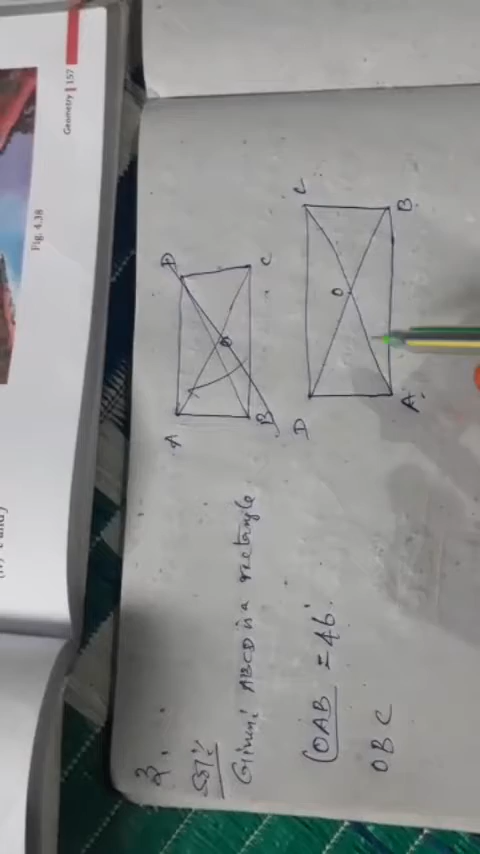 Fig. 4.38
Geometry | 157
3.
Sol:
Given: ABCD is a rectangle
∠OAB = 46°
OBC
A
D
B
C
O
D
C
A
B
O